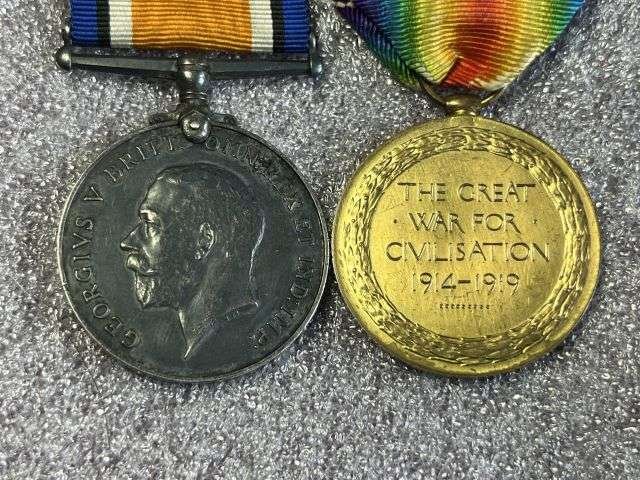 GEORGIVS V BRITT: OMN: REX ET IND: IMP:
THE GREAT
· WAR FOR ·
CIVILISATION
1914–1919